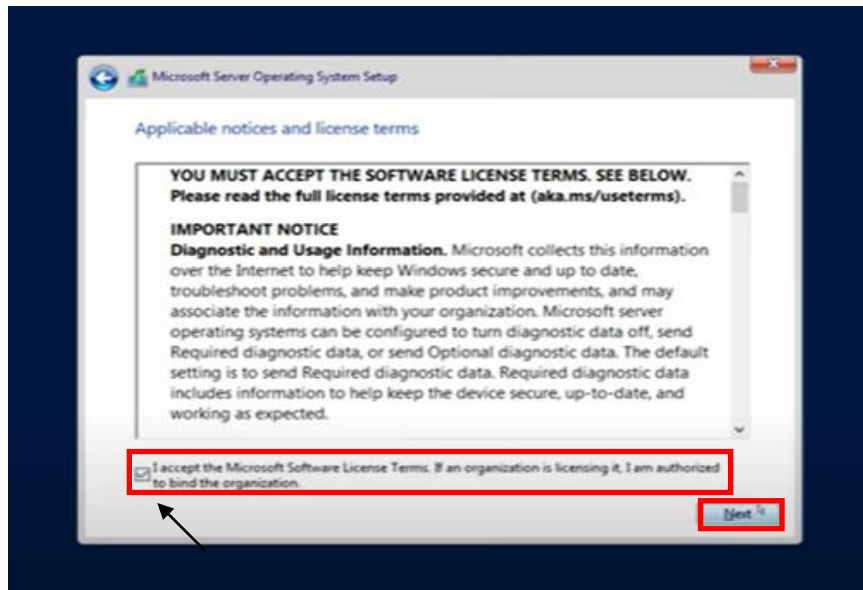 Microsoft Server Operating System Setup
Applicable notices and license terms
YOU MUST ACCEPT THE SOFTWARE LICENSE TERMS. SEE BELOW.
Please read the full license terms provided at (aka.ms/useterms).
IMPORTANT NOTICE
Diagnostic and Usage Information. Microsoft collects this information
over the Internet to help keep Windows secure and up to date,
troubleshoot problems, and make product improvements, and may
associate the information with your organization. Microsoft server
operating systems can be configured to turn diagnostic data off, send
Required diagnostic data, or send Optional diagnostic data. The default
setting is to send Required diagnostic data. Required diagnostic data
includes information to help keep the device secure, up-to-date, and
working as expected.
I accept the Microsoft Software License Terms. If an organization is licensing it, I am authorized
to bind the organization.
Next